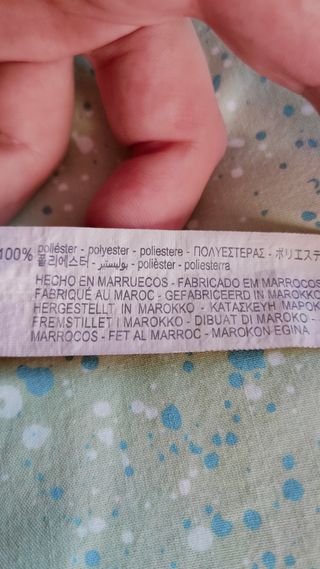 100% poliéster - polyester - poliestere - ΠΟΛΥΕΣΤΕΡΑΣ - ポリエステ
폴리에스터 - بوليستير - polièster - poliesterra
HECHO EN MARRUECOS - FABRICADO EM MARROCOS
FABRIQUÉ AU MAROC - GEFABRICEERD IN MAROKKO
HERGESTELLT IN MAROKKO - ΚΑΤΑΣΚΕΥΗ ΜΑΡΟΚ
FREMSTILLET I MAROKKO - DIBUAT DI MAROKO -
MARROCOS - FET AL MARROC - MAROKON EGINA